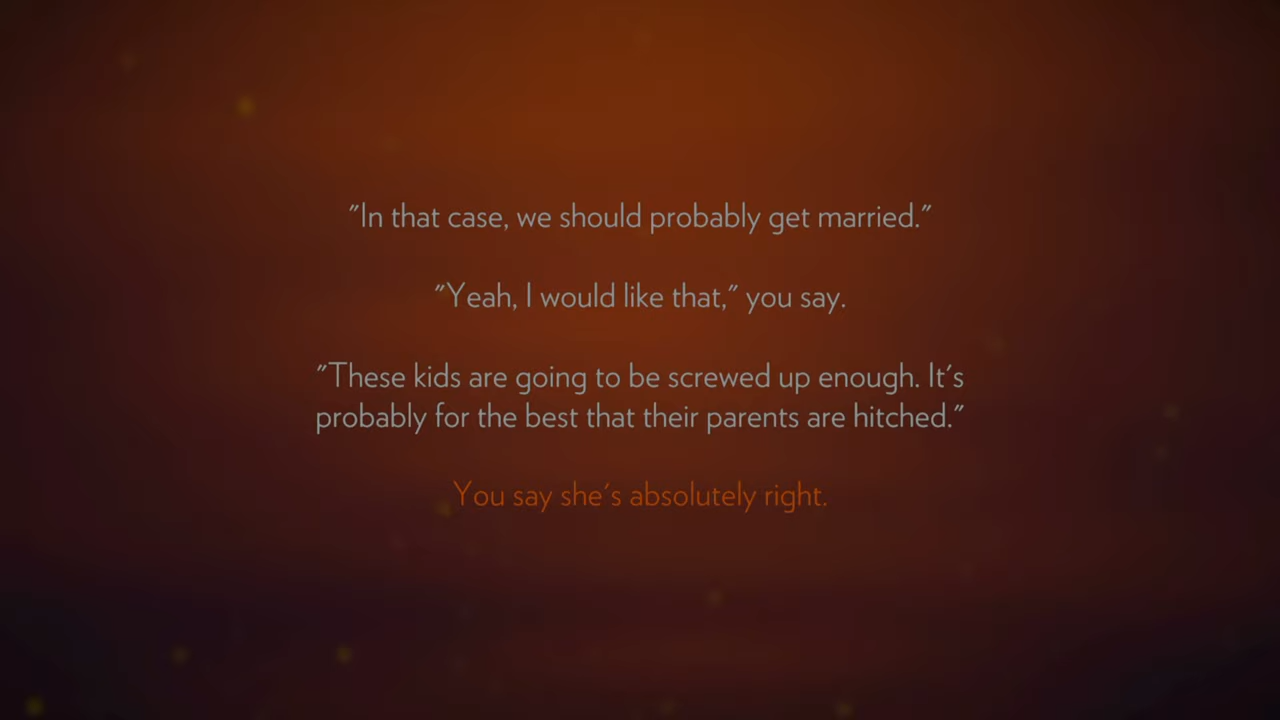 "In that case, we should probably get married."
"Yeah, I would like that," you say.
"These kids are going to be screwed up enough. It's
probably for the best that their parents are hitched."
You say she's absolutely right.